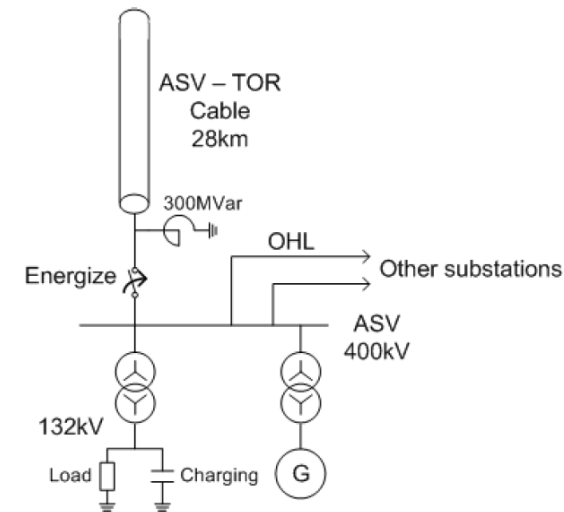 ASV – TOR
Cable
28km
300MVar
OHL
Energize
Other substations
ASV
400kV
132kV
Load
Charging
G